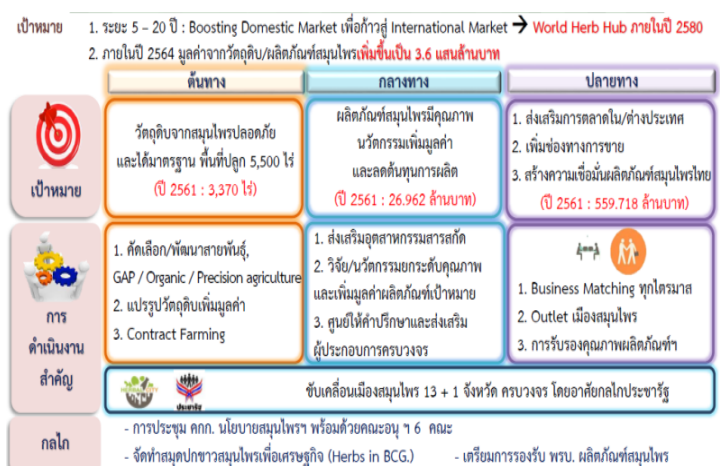 เป้าหมาย 1. ระยะ 5 – 20 ปี : Boosting Domestic Market เพื่อก้าวสู่ International Market ➔ World Herb Hub ภายในปี 2580
2. ภายในปี 2564 มูลค่าจากวัตถุดิบ/ผลิตภัณฑ์สมุนไพรเพิ่มขึ้นเป็น 3.6 แสนล้านบาท
ต้นทาง
กลางทาง
ปลายทาง
เป้าหมาย
วัตถุดิบจากสมุนไพรปลอดภัย
และได้มาตรฐาน พื้นที่ปลูก 5,500 ไร่
(ปี 2561 : 3,370 ไร่)
ผลิตภัณฑ์สมุนไพรมีคุณภาพ
นวัตกรรมเพิ่มมูลค่า
และลดต้นทุนการผลิต
(ปี 2561 : 26.962 ล้านบาท)
1. ส่งเสริมการตลาดใน/ต่างประเทศ
2. เพิ่มช่องทางการขาย
3. สร้างความเชื่อมั่นผลิตภัณฑ์สมุนไพรไทย
(ปี 2561 : 559.718 ล้านบาท)
การ
ดำเนินงาน
สำคัญ
1. คัดเลือก/พัฒนาสายพันธุ์,
GAP / Organic / Precision agriculture
2. แปรรูปวัตถุดิบเพิ่มมูลค่า
3. Contract Farming
1. ส่งเสริมอุตสาหกรรมสารสกัด
2. วิจัย/นวัตกรรมยกระดับคุณภาพ
และเพิ่มมูลค่าผลิตภัณฑ์เป้าหมาย
3. ศูนย์ให้คำปรึกษาและส่งเสริม
ผู้ประกอบการครบวงจร
1. Business Matching ทุกไตรมาส
2. Outlet เมืองสมุนไพร
3. การรับรองคุณภาพผลิตภัณฑ์ฯ
ประชารัฐ
ขับเคลื่อนเมืองสมุนไพร 13 + 1 จังหวัด ครบวงจร โดยอาศัยกลไกประชารัฐ
กลไก
- การประชุม คกก. นโยบายสมุนไพรฯ พร้อมด้วยคณะอนุ ฯ 6 คณะ
- จัดทำสมุดปกขาวสมุนไพรเพื่อเศรษฐกิจ (Herbs in BCG.) - เตรียมการรองรับ พรบ. ผลิตภัณฑ์สมุนไพร